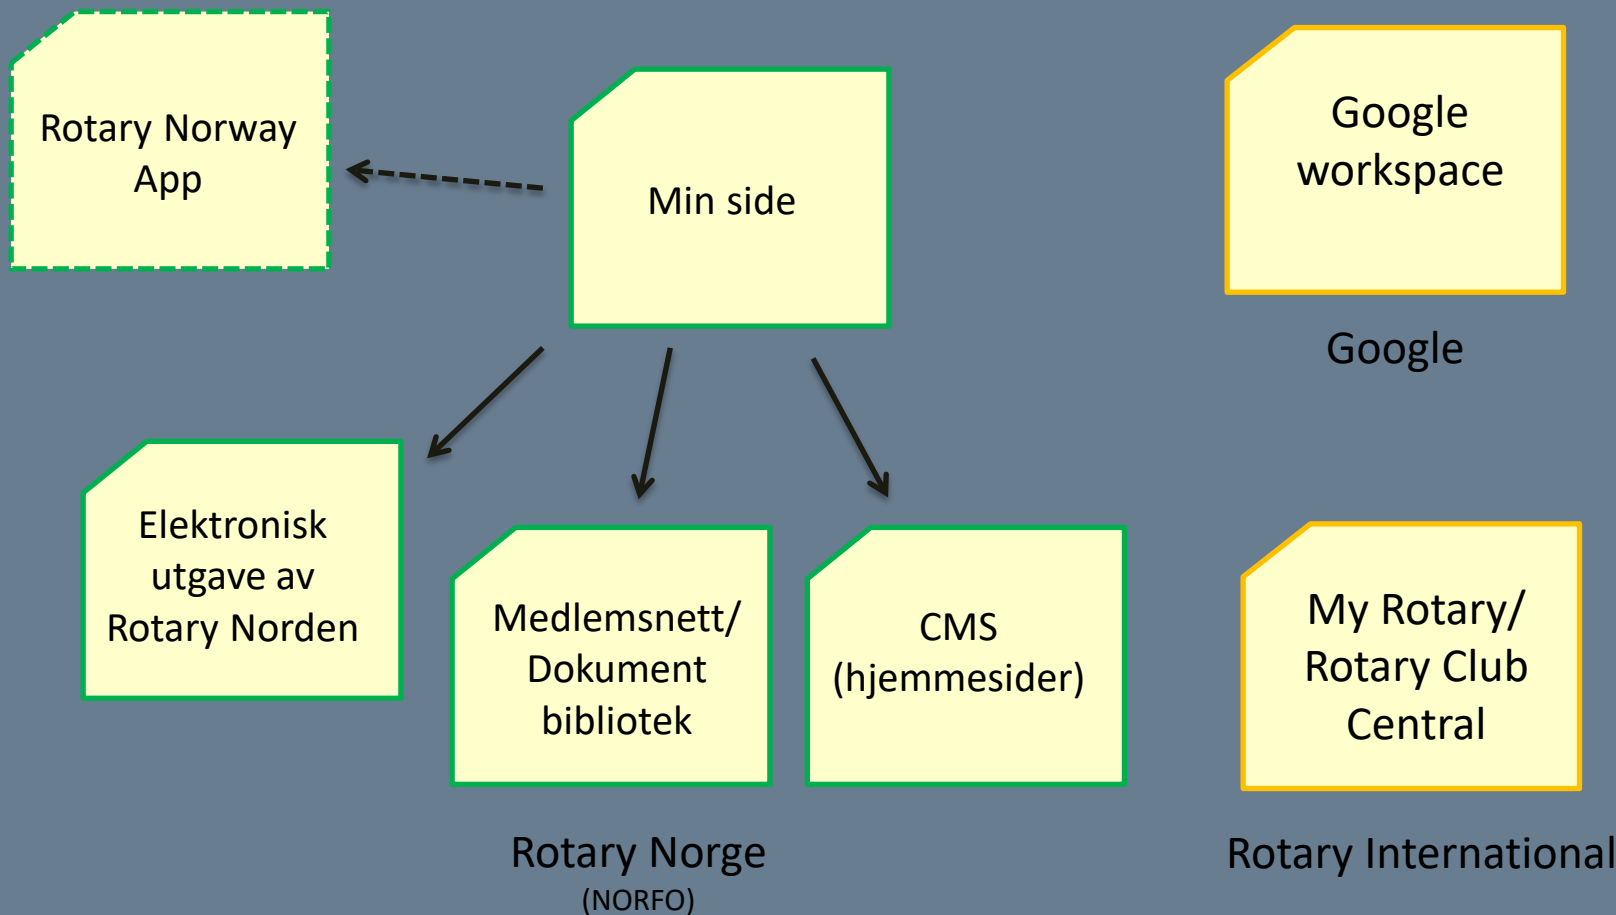 Rotary Norway
App
Min side
Google
workspace
Google
Elektronisk
utgave av
Rotary Norden
Medlemsnett/
Dokument
bibliotek
CMS
(hjemmesider)
My Rotary/
Rotary Club
Central
Rotary Norge
(NORFO)
Rotary International